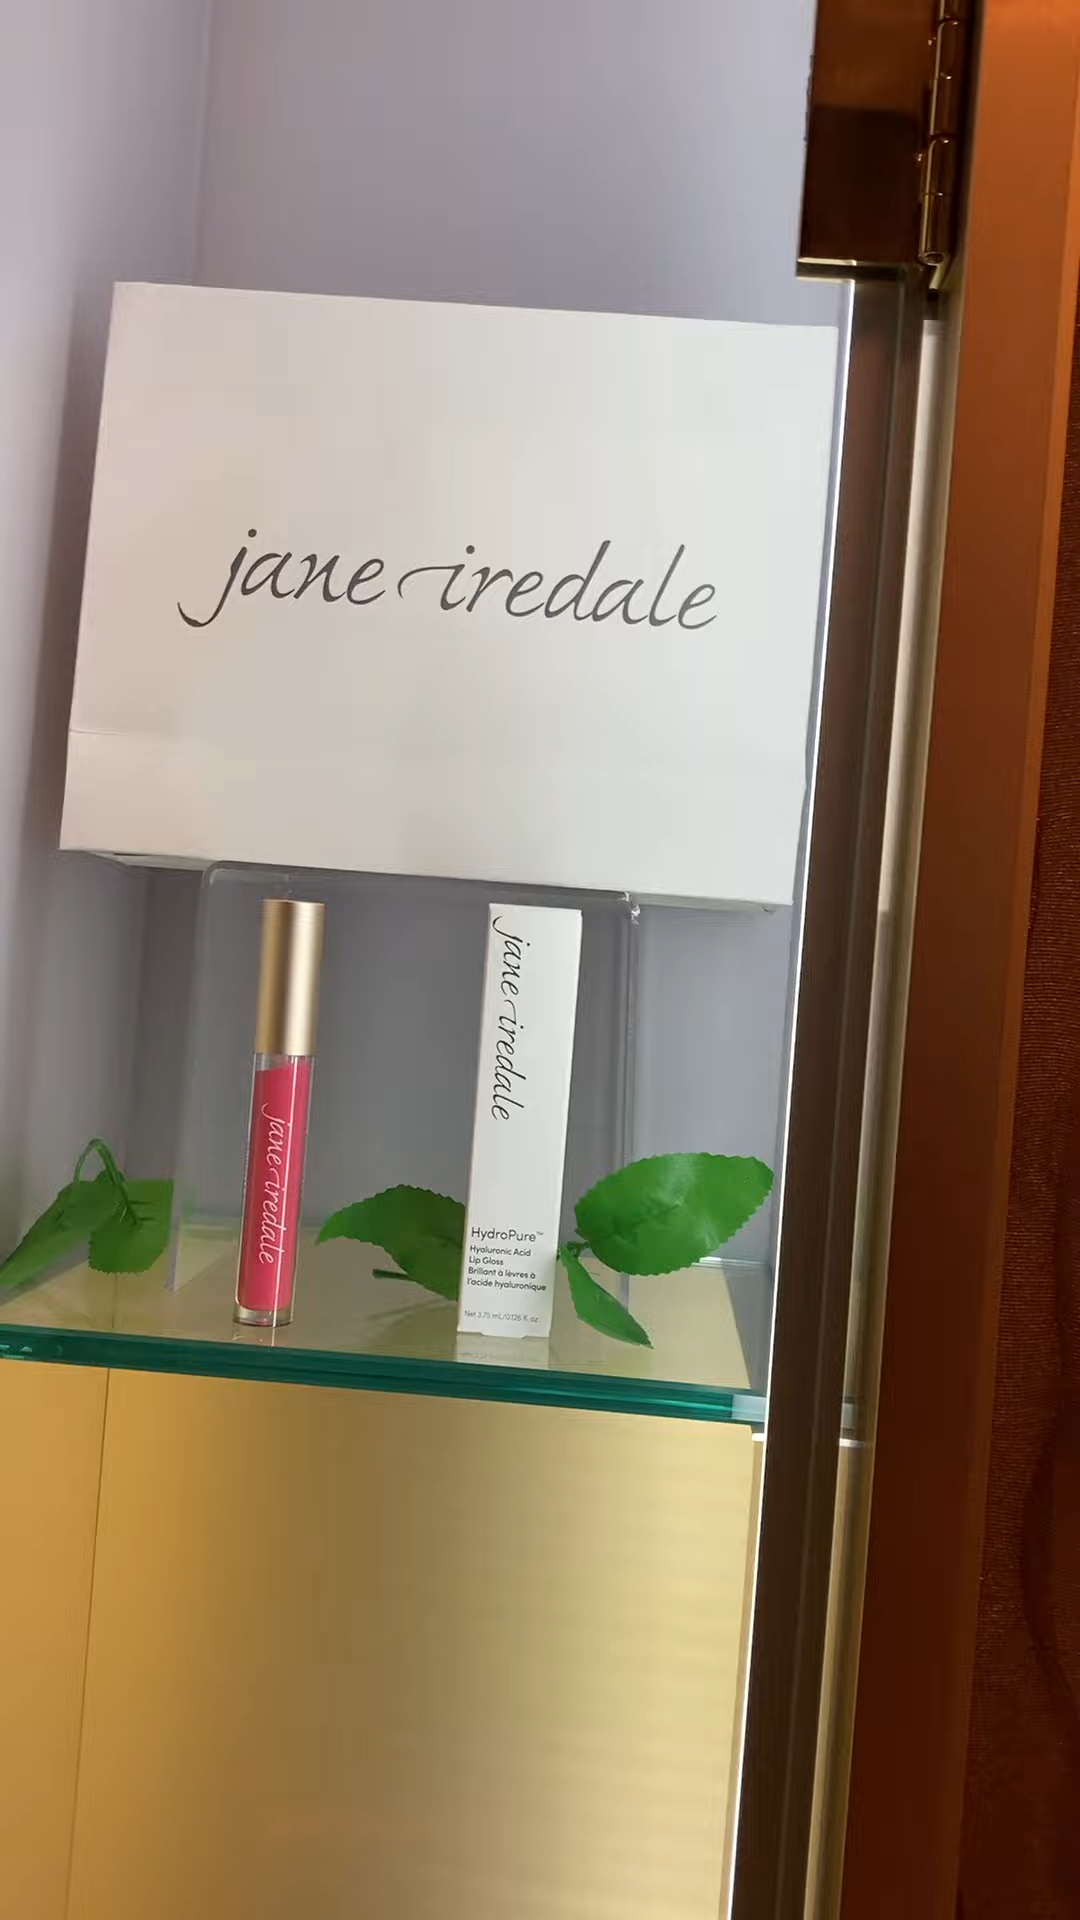 jane iredale
jane iredale
jane iredale
HydroPure™
Hyaluronic Acid
Lip Gloss
Brillant à lèvres à
l'acide hyaluronique
Net 3.75 mL/0.126 fl. oz.